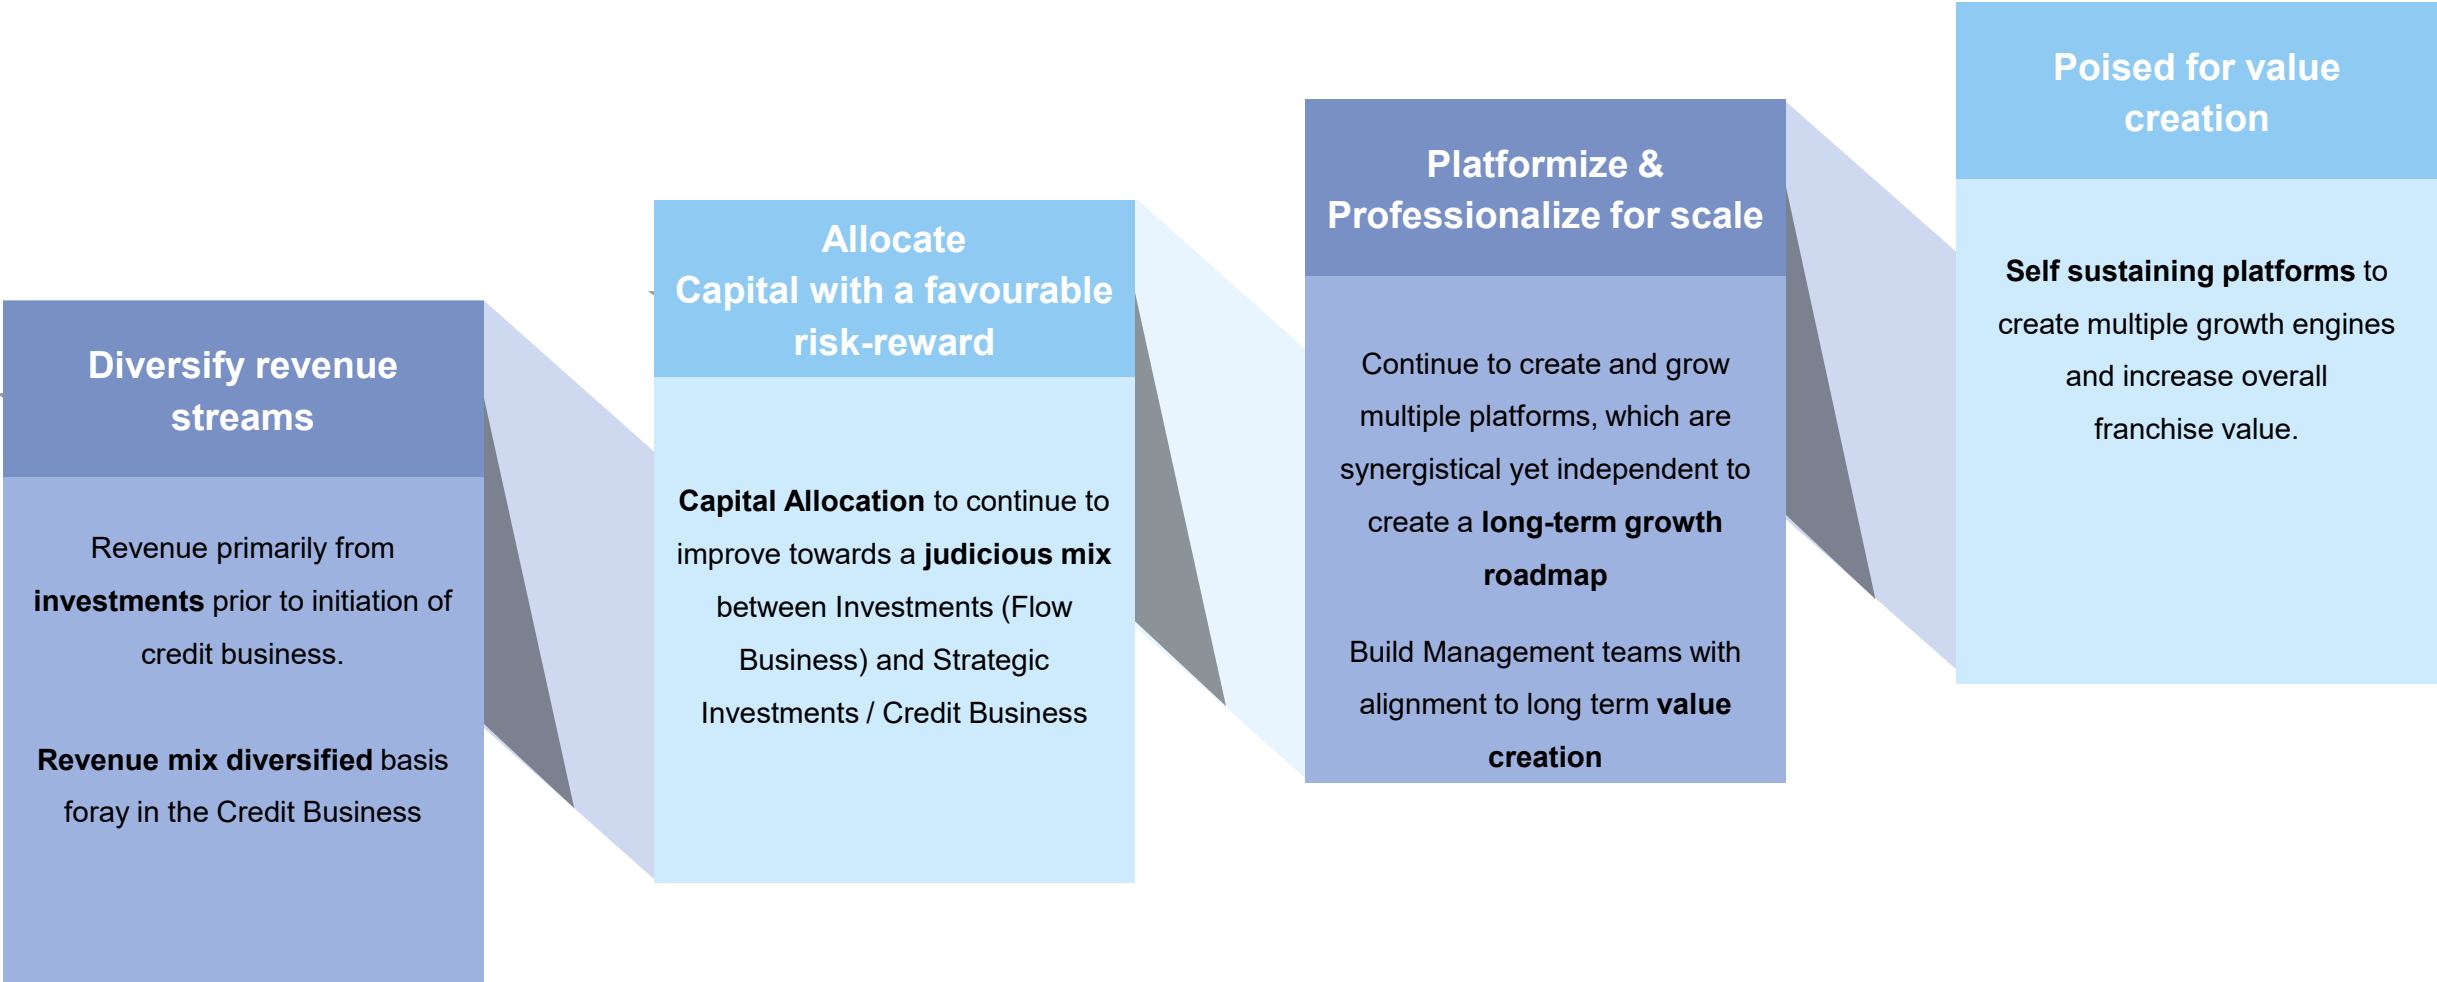 Diversify revenue
streams
Revenue primarily from
investments prior to initiation of
credit business.
Revenue mix diversified basis
foray in the Credit Business
Allocate
Capital with a favourable
risk-reward
Capital Allocation to continue to
improve towards a judicious mix
between Investments (Flow
Business) and Strategic
Investments / Credit Business
Platformize &
Professionalize for scale
Continue to create and grow
multiple platforms, which are
synergistical yet independent to
create a long-term growth
roadmap
Build Management teams with
alignment to long term value
creation
Poised for value
creation
Self sustaining platforms to
create multiple growth engines
and increase overall
franchise value.